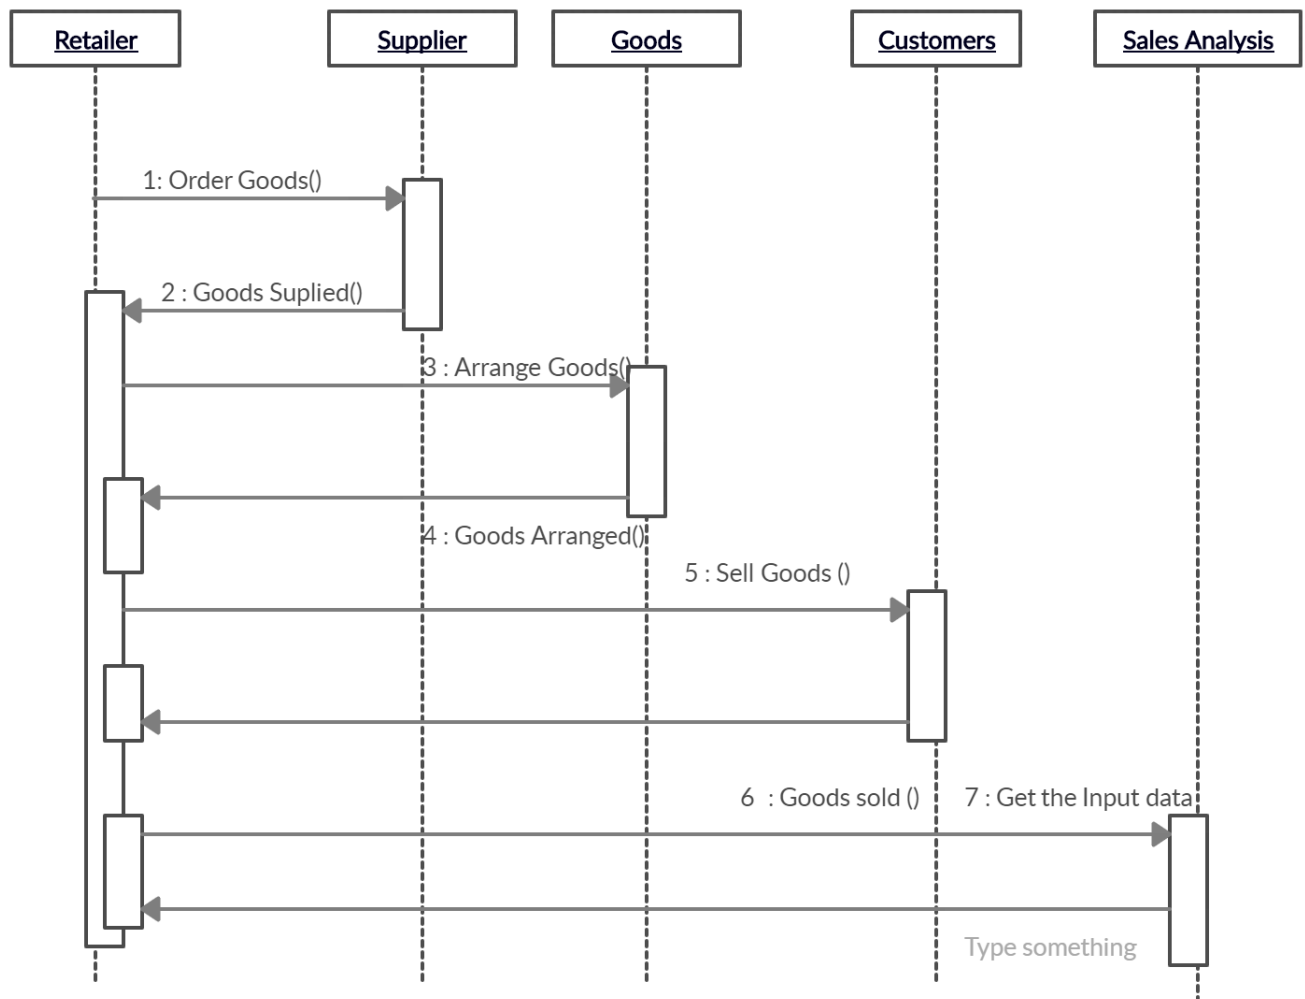 Retailer
Supplier
Goods
Customers
Sales Analysis
1: Order Goods()
2 : Goods Suplied()
3 : Arrange Goods()
4 : Goods Arranged()
5 : Sell Goods ()
6 : Goods sold ()
7 : Get the Input data
Type something